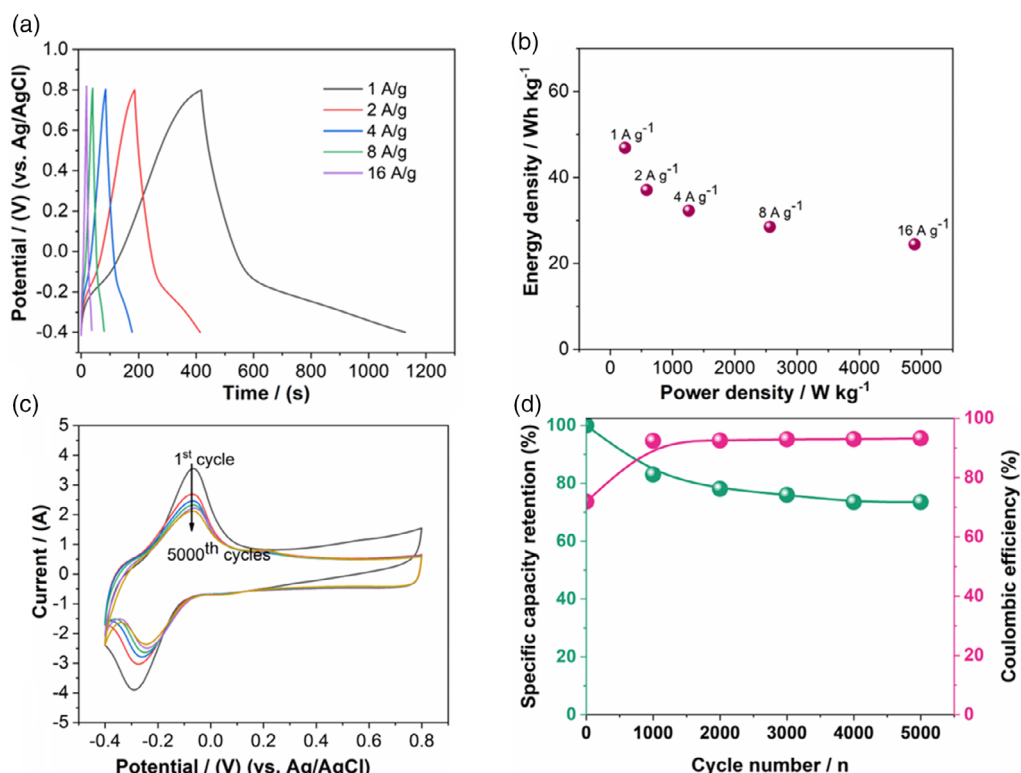 (a)
Potential / (V) (vs. Ag/AgCl)
1.0
0.8
0.6
0.4
0.2
0.0
-0.2
-0.4
1 A/g
2 A/g
4 A/g
8 A/g
16 A/g
0 200 400 600 800 1000 1200
Time / (s)
(b)
Energy density / Wh kg⁻¹
60
40
20
0
1 A g⁻¹
2 A g⁻¹
4 A g⁻¹
8 A g⁻¹
16 A g⁻¹
0 1000 2000 3000 4000 5000
Power density / W kg⁻¹
(c)
Current / (A)
5
4
3
2
1
0
-1
-2
-3
-4
-5
1ˢᵗ cycle
5000ᵗʰ cycles
-0.4 -0.2 0.0 0.2 0.4 0.6 0.8
Potential / (V) (vs. Ag/AgCl)
(d)
Specific capacity retention (%)
100
80
60
40
20
0
100
80
60
40
20
0
Coulombic efficiency (%)
0 1000 2000 3000 4000 5000
Cycle number / n